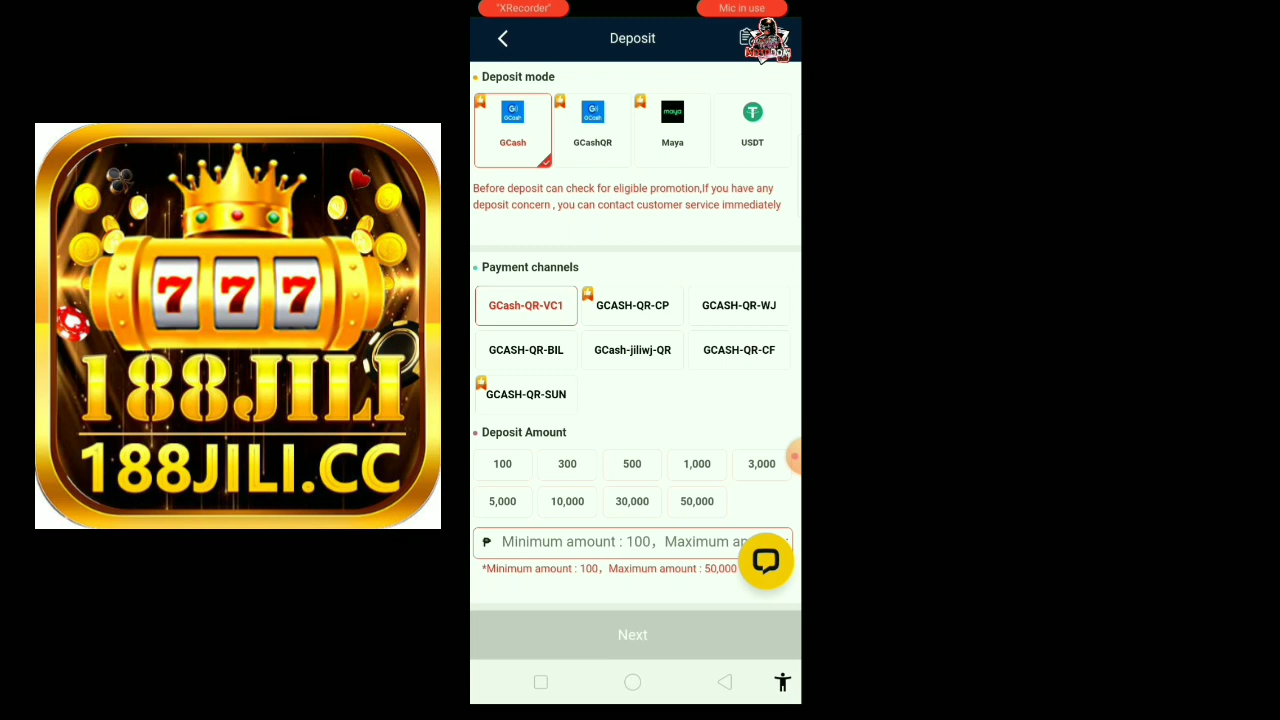 "XRecorder"
Mic in use
Deposit
Deposit mode
GCash
GCash
maya
GCash
GCashQR
Maya
USDT
Before deposit can check for eligible promotion,If you have any
deposit concern , you can contact customer service immediately
Payment channels
GCash-QR-VC1
GCASH-QR-CP
GCASH-QR-WJ
GCASH-QR-BIL
GCash-jiliwj-QR
GCASH-QR-CF
GCASH-QR-SUN
Deposit Amount
100
300
500
1,000
3,000
5,000
10,000
30,000
50,000
₱ Minimum amount : 100，Maximum
*Minimum amount : 100，Maximum amount : 50,000
Next
777
188JILI
188JILI.CC